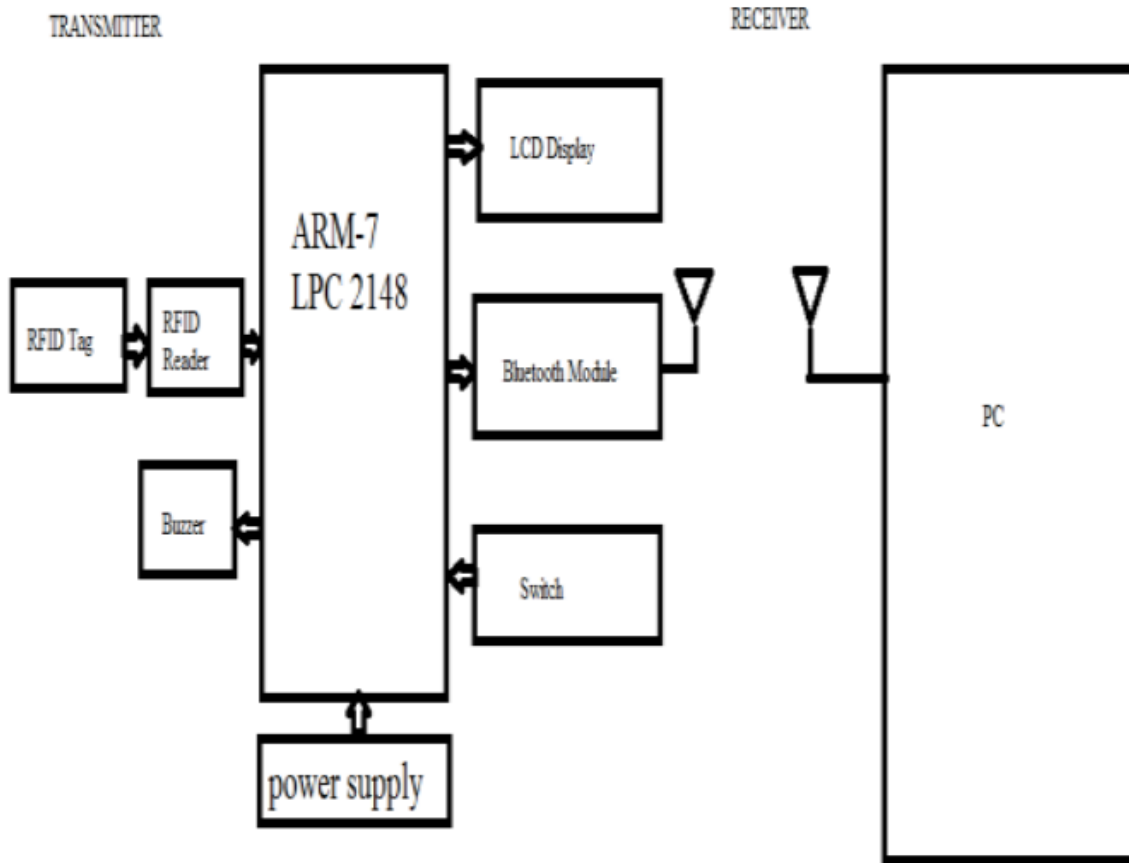 TRANSMITTER
RECEIVER
LCD Display
ARM-7
LPC 2148
RFID Tag
RFID
Reader
Bluetooth Module
PC
Buzzer
Switch
power supply